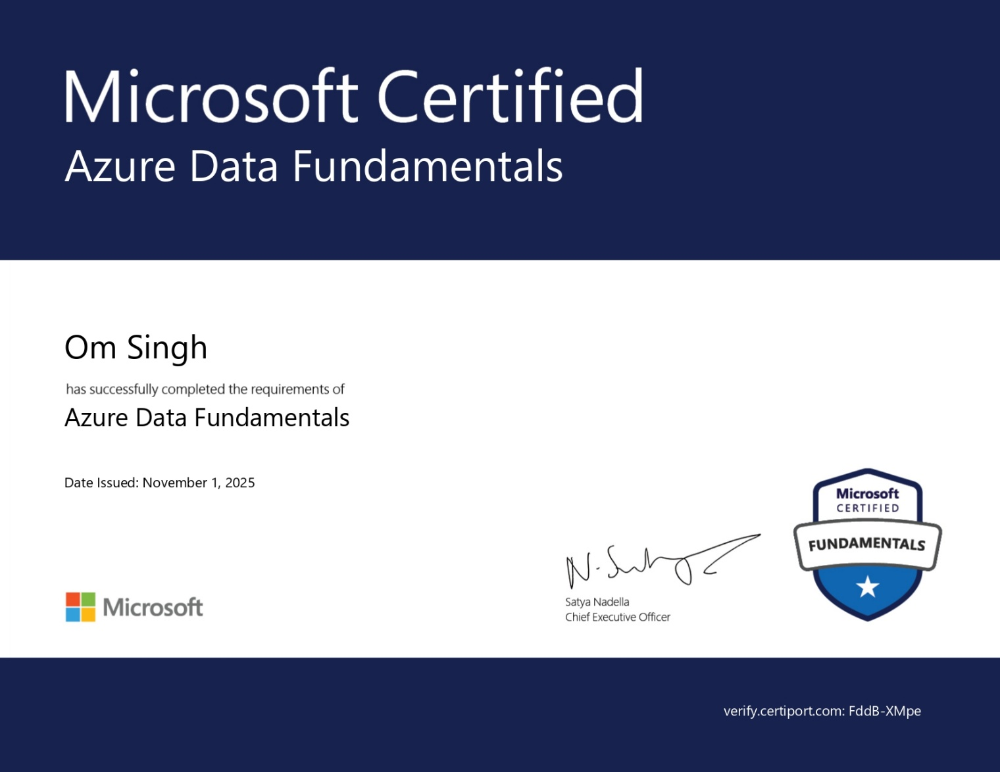 Microsoft Certified
Azure Data Fundamentals
Om Singh
has successfully completed the requirements of
Azure Data Fundamentals
Date Issued: November 1, 2025
Microsoft
CERTIFIED
FUNDAMENTALS
N. Satya
Satya Nadella
Chief Executive Officer
Microsoft
verify.certiport.com: FddB-XMpe